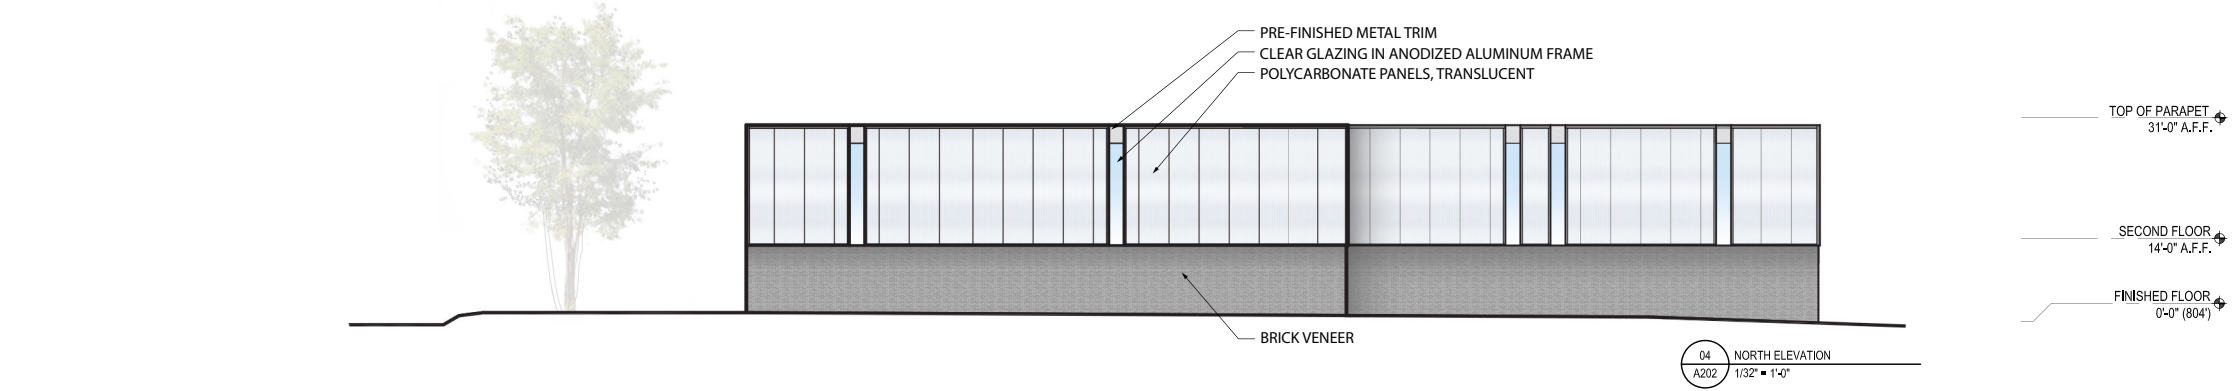 PRE-FINISHED METAL TRIM
CLEAR GLAZING IN ANODIZED ALUMINUM FRAME
POLYCARBONATE PANELS, TRANSLUCENT
TOP OF PARAPET
31'-0" A.F.F.
SECOND FLOOR
14'-0" A.F.F.
FINISHED FLOOR
0'-0" (804')
BRICK VENEER
04 NORTH ELEVATION
A202 1/32" = 1'-0"